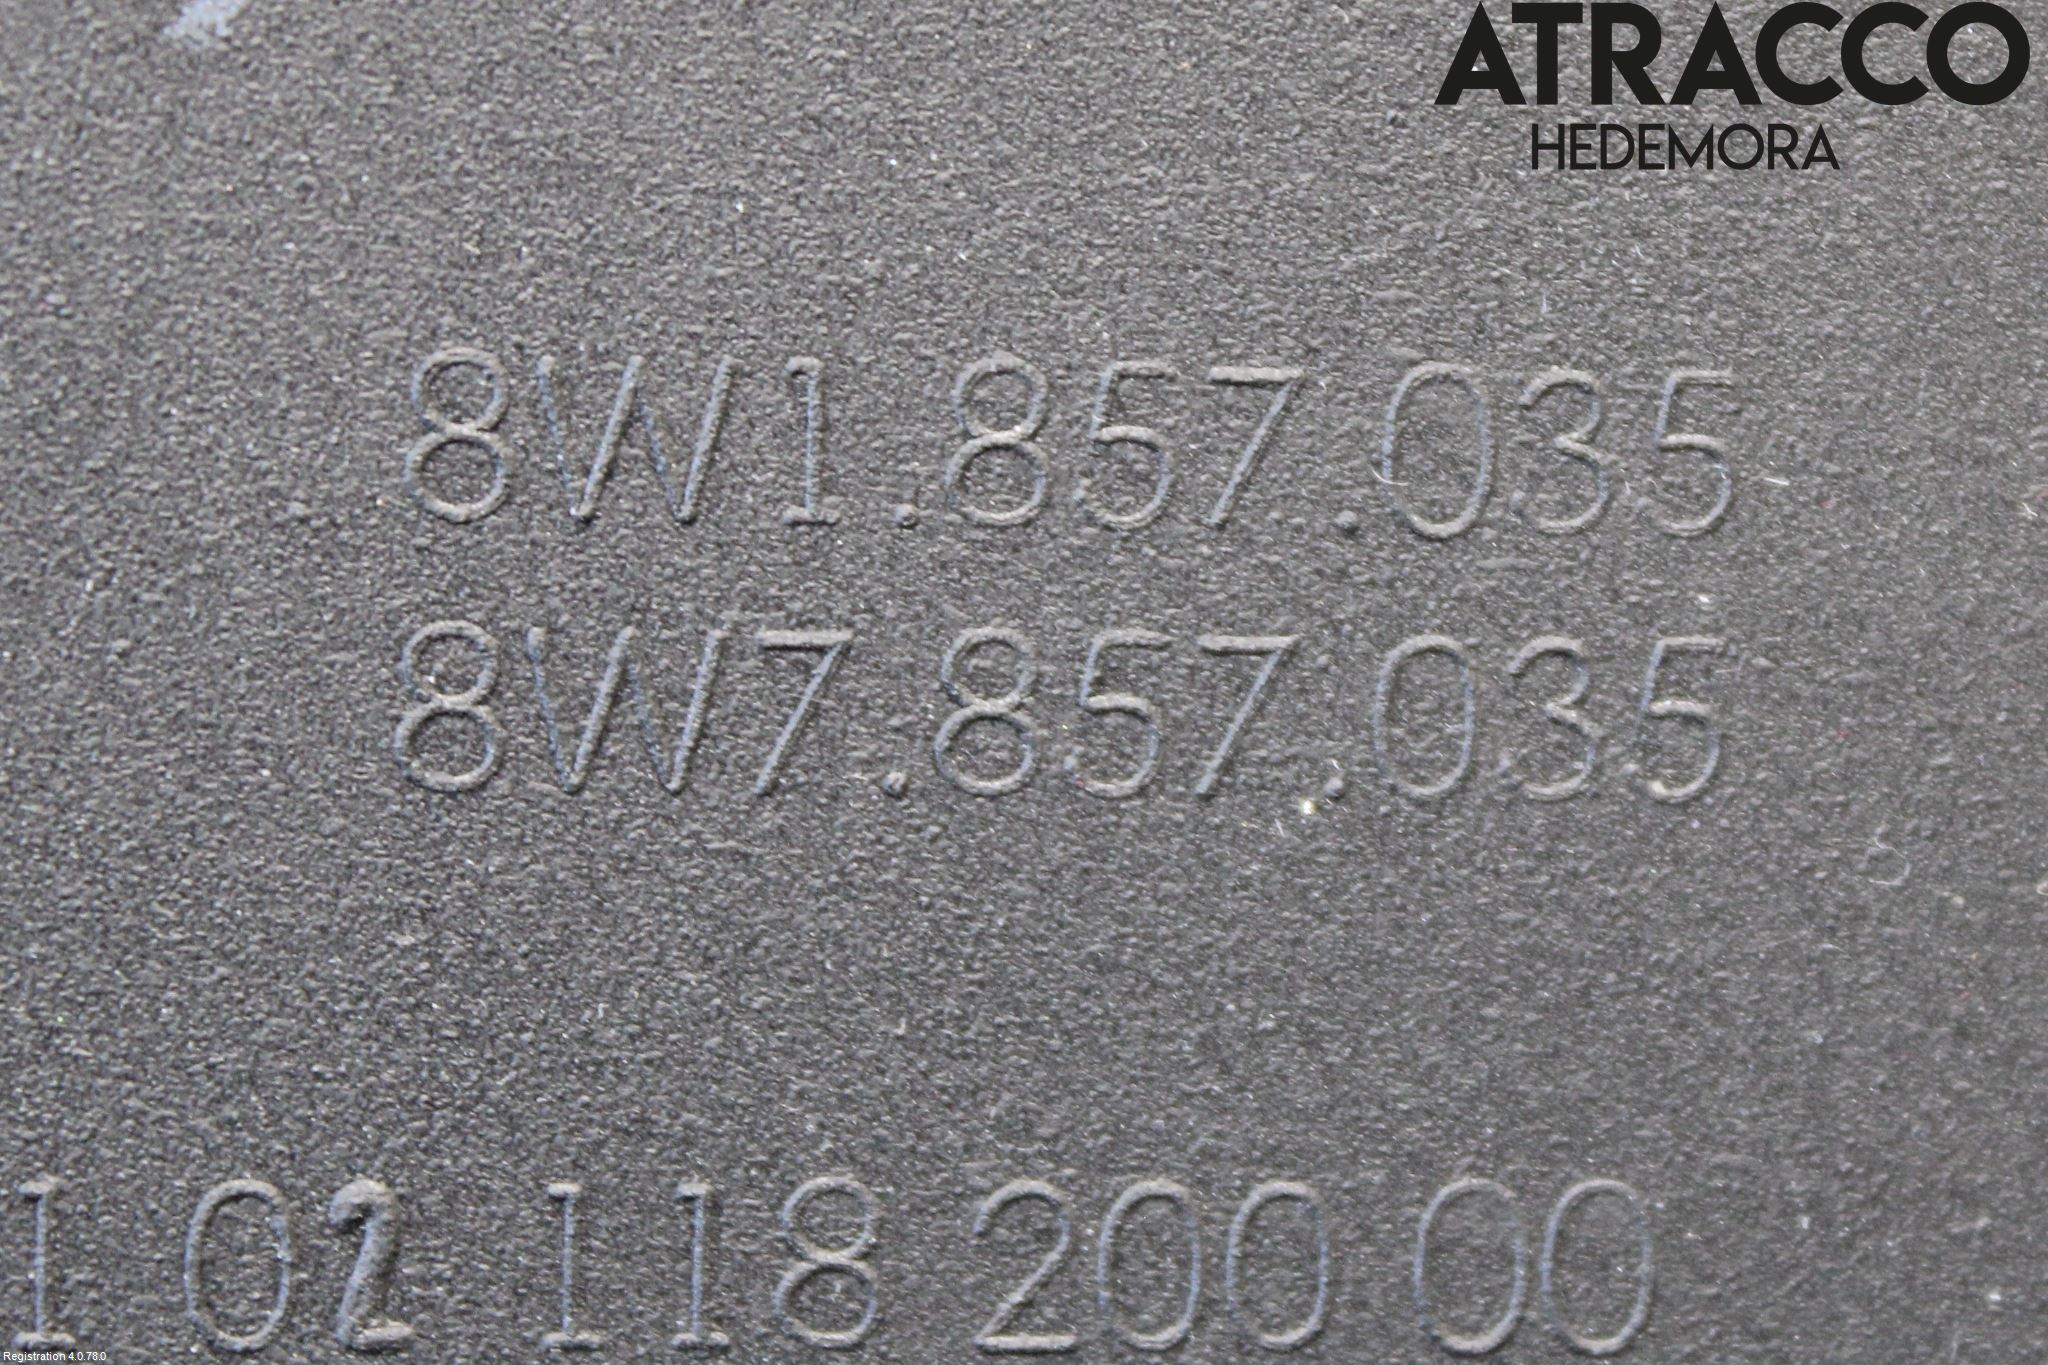 ATRACCO
HEDEMORA
8W1.857.035
8W7.857.035
1 02 118 200 00
Registration 4.0.78.0